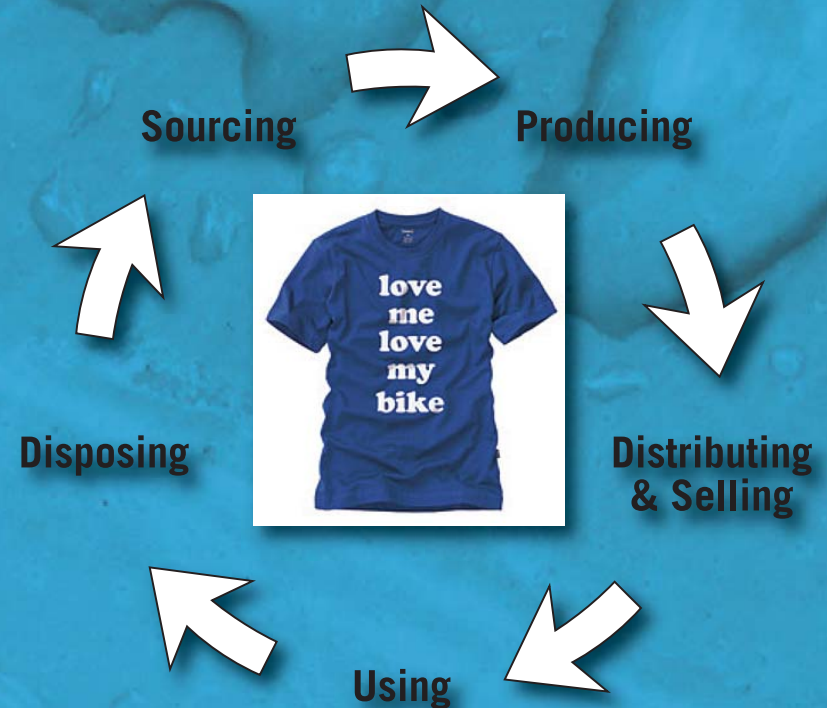 Sourcing
Producing
love
me
love
my
bike
Disposing
Distributing
& Selling
Using